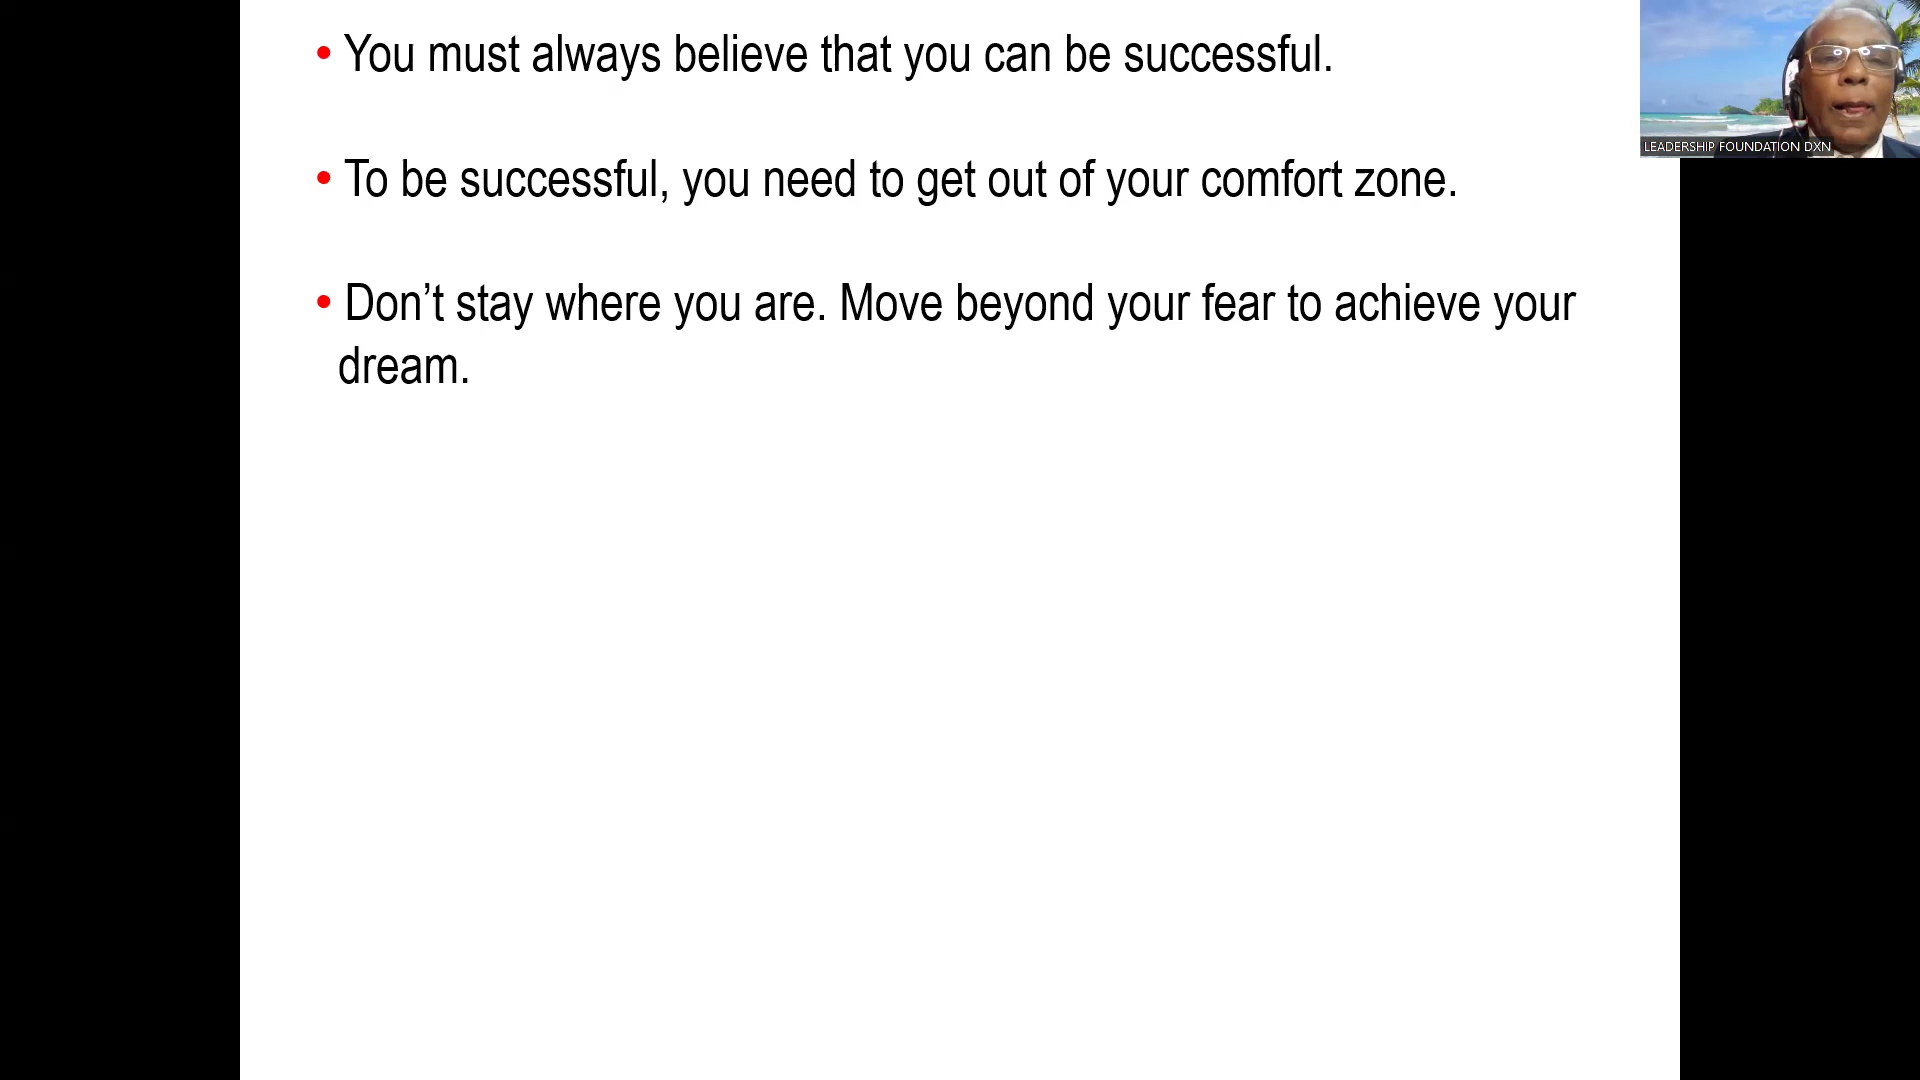 • You must always believe that you can be successful.
• To be successful, you need to get out of your comfort zone.
• Don’t stay where you are. Move beyond your fear to achieve your
dream.
LEADERSHIP FOUNDATION DXN